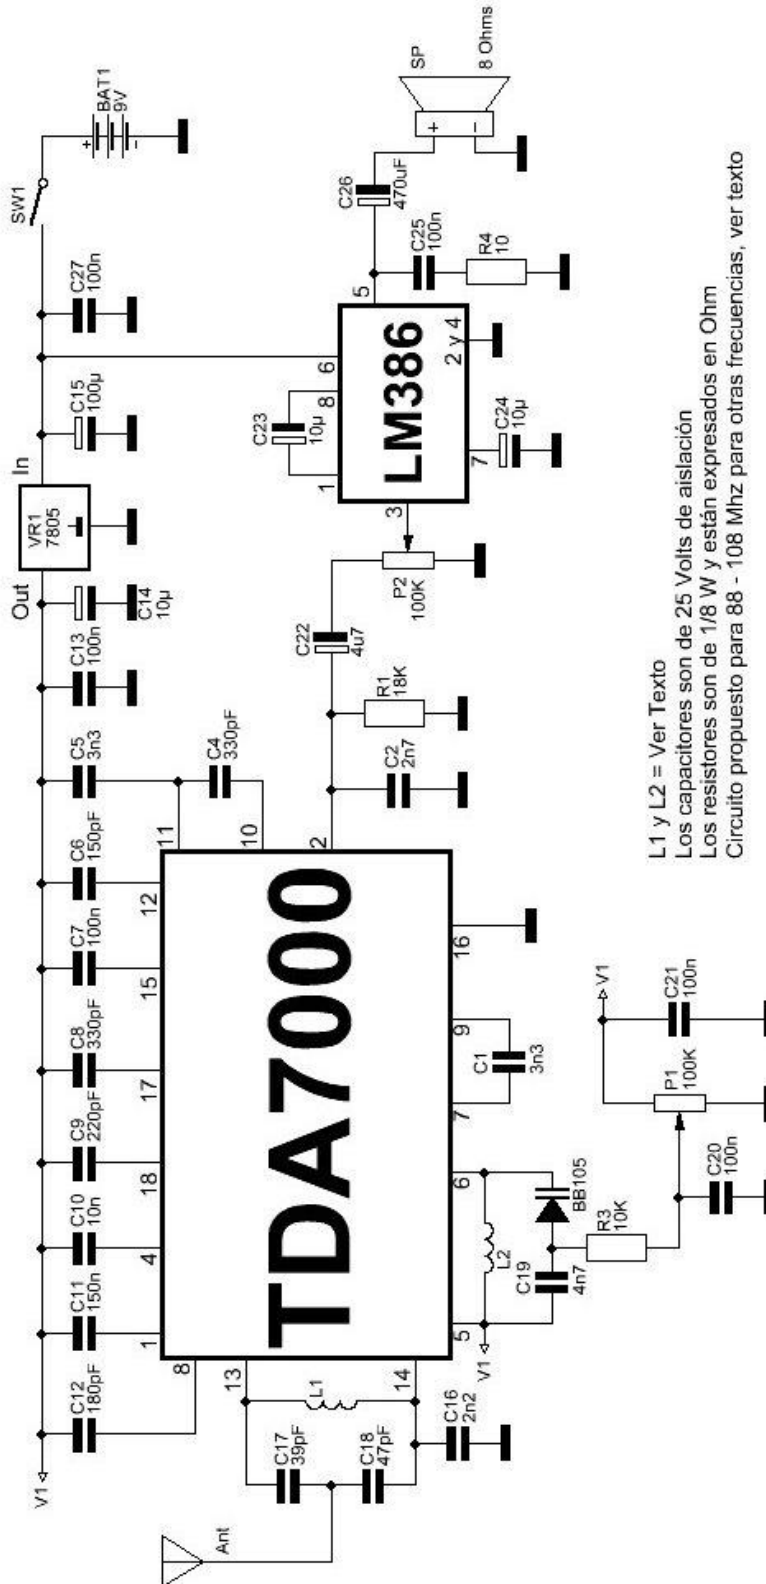 V1
C12
180pF
C11
150n
C10
10n
C9
220pF
C8
330pF
C7
100n
C6
150pF
C5
3n3
C13
100n
C14
10µ
Out
In
VR1
7805
C15
100µ
C27
100n
SW1
+
BAT1
9V
-
8
1
4
18
17
15
12
11
10
C4
330pF
Ant
C17
39pF
C18
47pF
13
L1
14
TDA7000
2
C2
2n7
R1
18K
C22
4u7
P2
100K
3
1
C23
10µ
8
6
LM386
5
C26
470uF
SP
8 Ohms
+
-
C25
100n
R4
10
7
C24
10µ
2 y 4
C16
2n2
V1
5
6
L2
C19
4n7
BB105
R3
10K
7
9
C1
3n3
16
C20
100n
P1
100K
V1
C21
100n
L1 y L2 = Ver Texto
Los capacitores son de 25 Volts de aislación
Los resistores son de 1/8 W y están expresados en Ohm
Circuito propuesto para 88 - 108 Mhz para otras frecuencias, ver texto